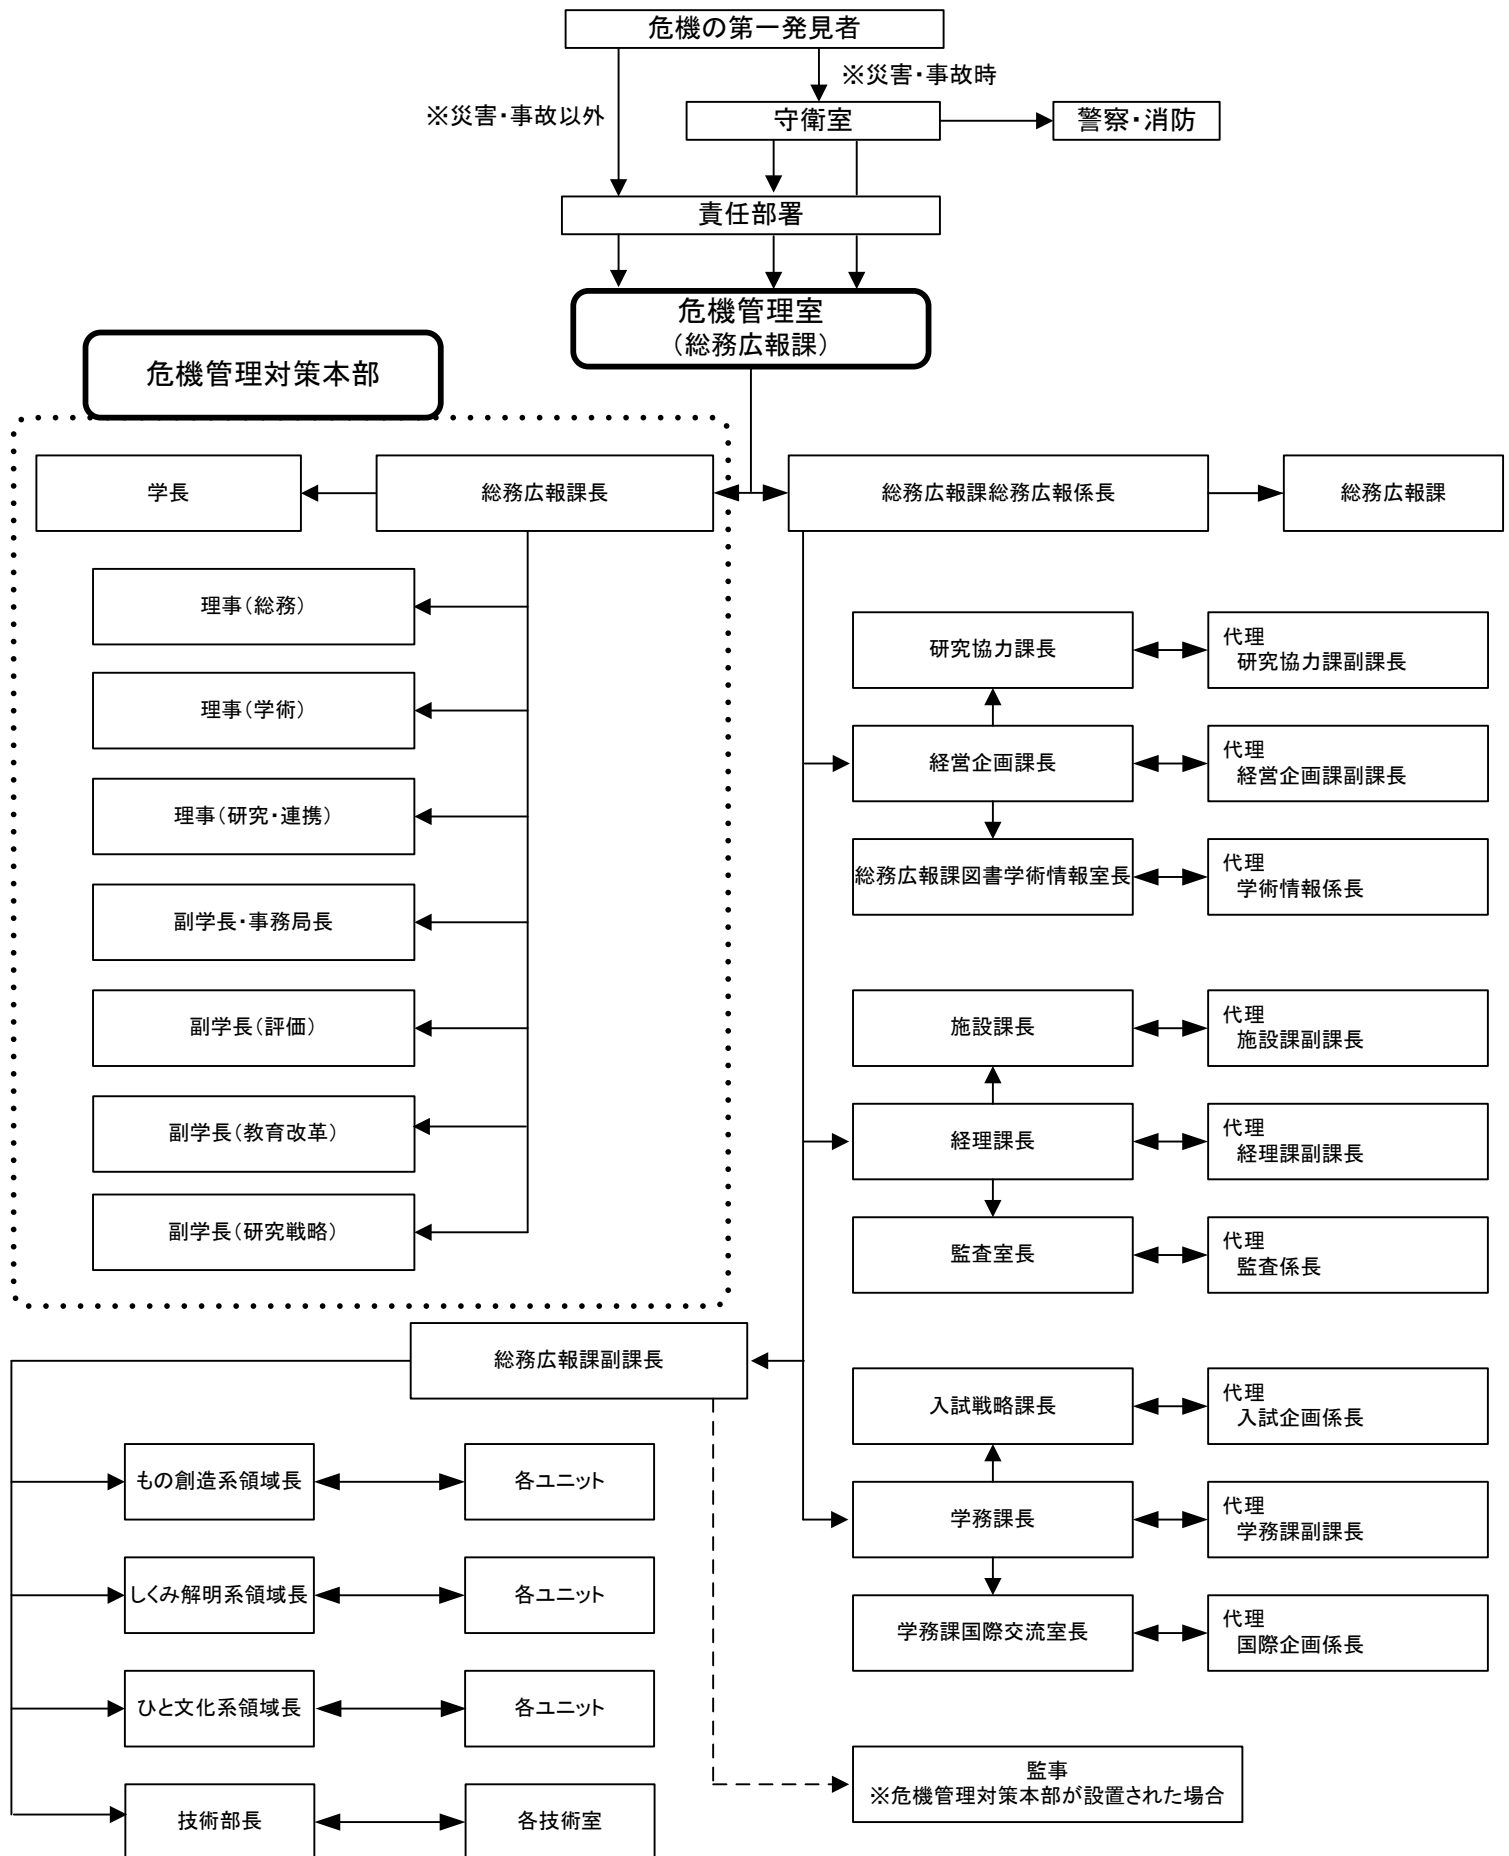 危機の第一発見者
※災害・事故時
※災害・事故以外
守衛室
警察・消防
責任部署
危機管理室
（総務広報課）
危機管理対策本部
学長
総務広報課長
総務広報課総務広報係長
総務広報課
理事（総務）
理事（学術）
理事（研究・連携）
副学長・事務局長
副学長（評価）
副学長（教育改革）
副学長（研究戦略）
研究協力課長
代理
研究協力課副課長
経営企画課長
代理
経営企画課副課長
総務広報課図書学術情報室長
代理
学術情報係長
施設課長
代理
施設課副課長
経理課長
代理
経理課副課長
監査室長
代理
監査係長
総務広報課副課長
入試戦略課長
代理
入試企画係長
学務課長
代理
学務課副課長
学務課国際交流室長
代理
国際企画係長
もの創造系領域長
各ユニット
しくみ解明系領域長
各ユニット
ひと文化系領域長
各ユニット
技術部長
各技術室
監事
※危機管理対策本部が設置された場合